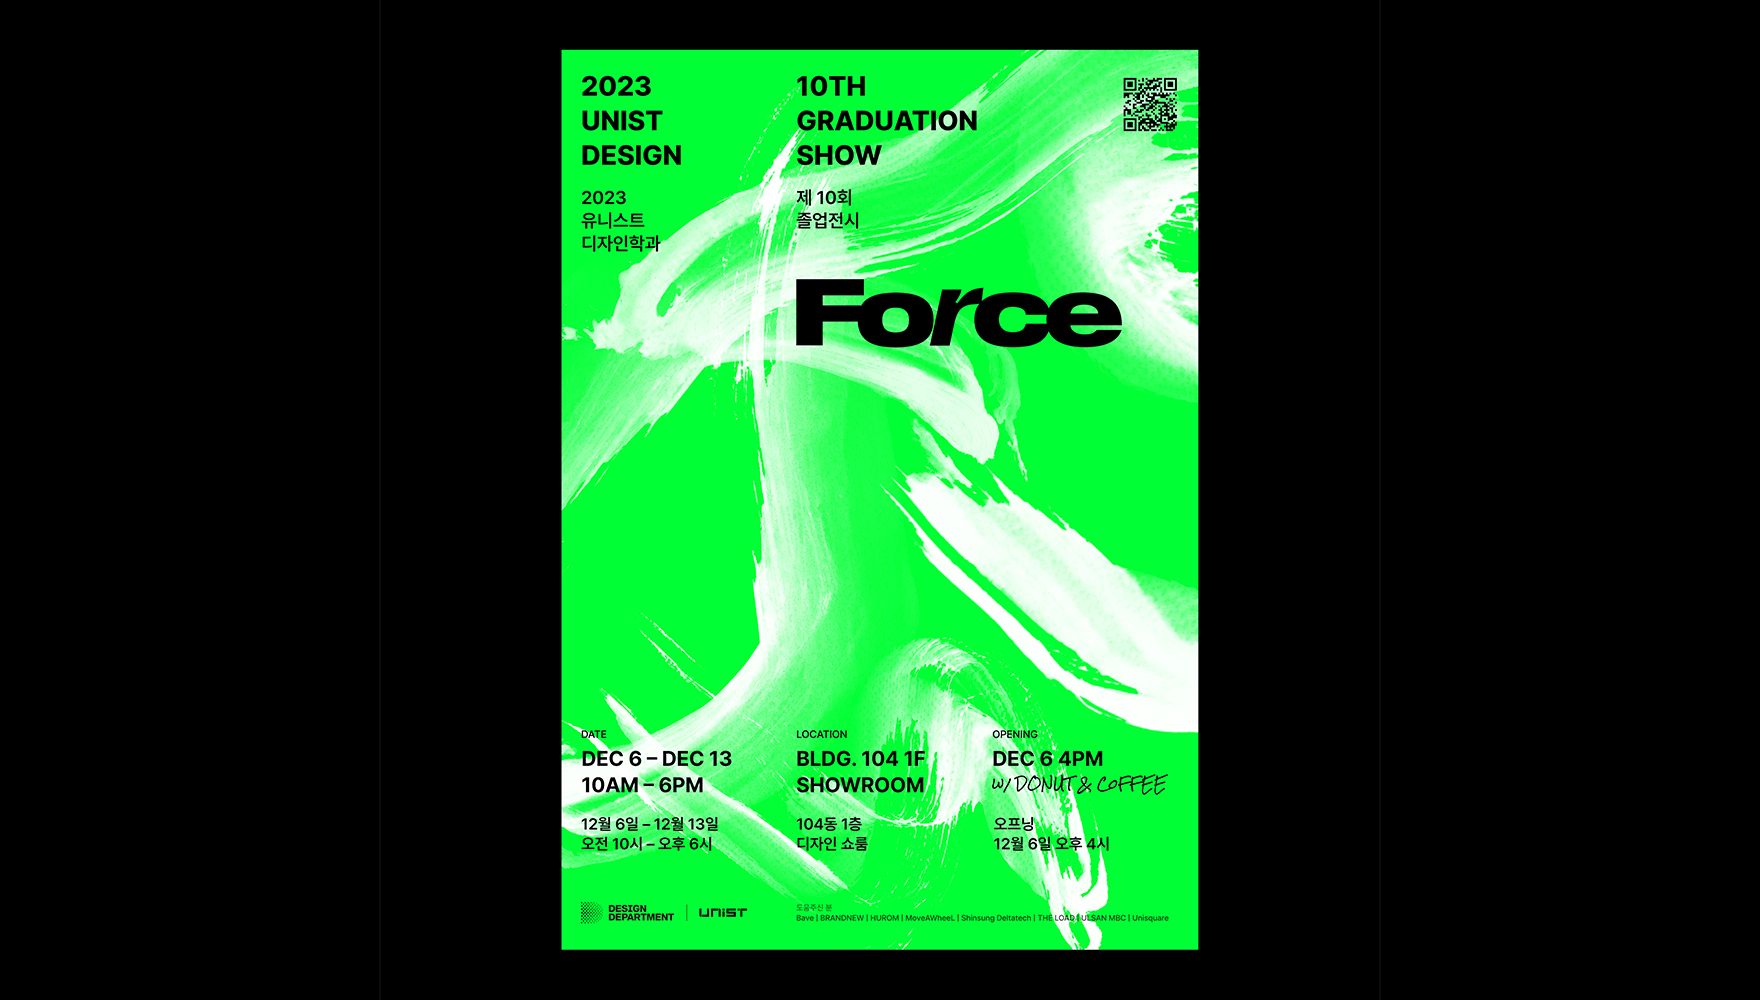 2023
UNIST
DESIGN
2023
유니스트
디자인학과
10TH
GRADUATION
SHOW
제 10회
졸업전시
Force
DATE
DEC 6 – DEC 13
10AM – 6PM
12월 6일 – 12월 13일
오전 10시 – 오후 6시
LOCATION
BLDG. 104 1F
SHOWROOM
104동 1층
디자인 쇼룸
OPENING
DEC 6 4PM
w/ DONUT & COFFEE
오프닝
12월 6일 오후 4시
DESIGN
DEPARTMENT
UNIST
도움주신 분
Bave | BRANDNEW | HUROM | MoveAWheeL | Shinsung Deltatech | THE LOAD | ULSAN MBC | Unisquare